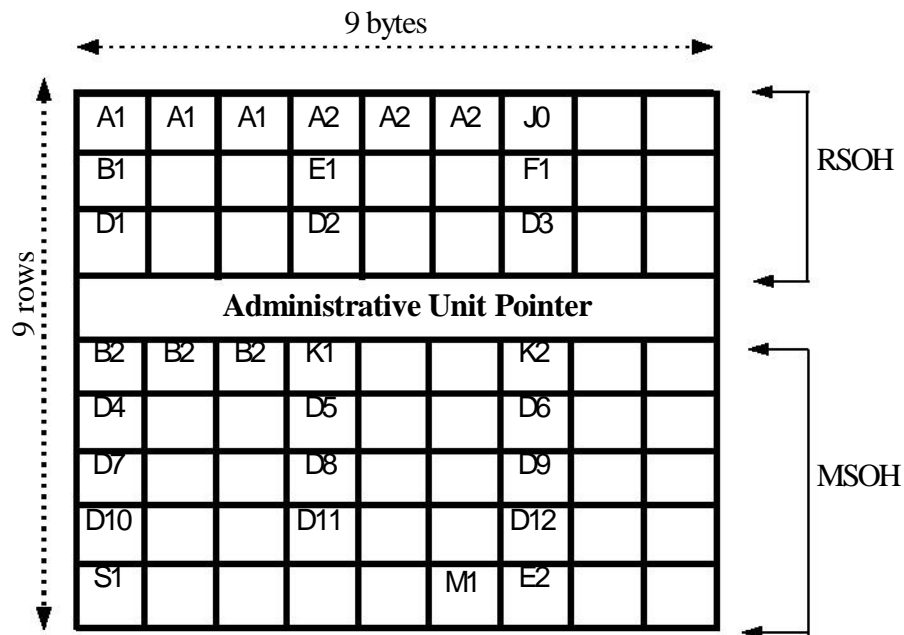 9 bytes
A1 A1 A1 A2 A2 A2 J0
B1 E1 F1
RSOH
D1 D2 D3
9 rows
Administrative Unit Pointer
B2 B2 B2 K1 K2
D4 D5 D6
D7 D8 D9
MSOH
D10 D11 D12
S1 M1 E2